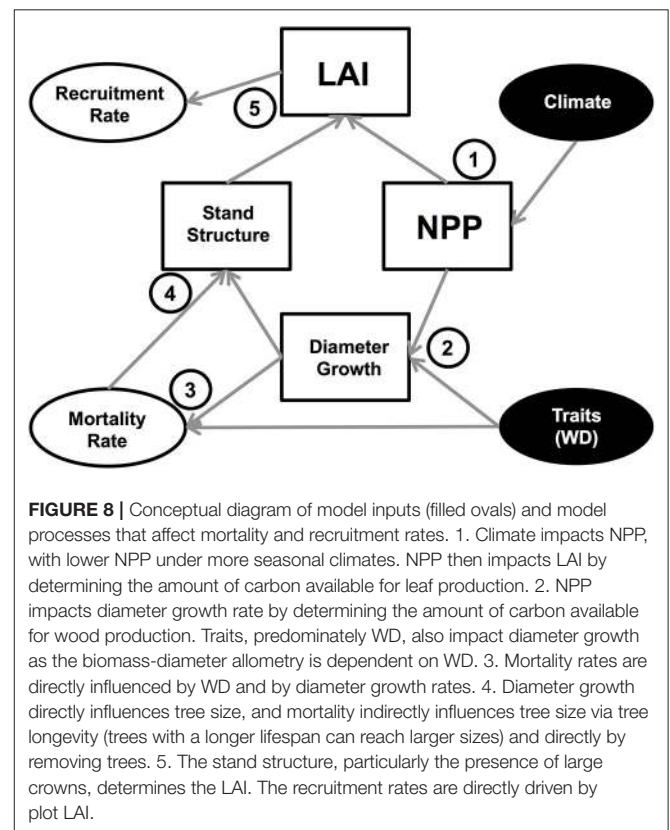 LAI
Recruitment
Rate
5
Climate
1
Stand
Structure
NPP
4
Diameter
Growth
2
3
Mortality
Rate
Traits
(WD)
FIGURE 8 | Conceptual diagram of model inputs (filled ovals) and model
processes that affect mortality and recruitment rates. 1. Climate impacts NPP,
with lower NPP under more seasonal climates. NPP then impacts LAI by
determining the amount of carbon available for leaf production. 2. NPP
impacts diameter growth rate by determining the amount of carbon available
for wood production. Traits, predominately WD, also impact diameter growth
as the biomass-diameter allometry is dependent on WD. 3. Mortality rates are
directly influenced by WD and by diameter growth rates. 4. Diameter growth
directly influences tree size, and mortality indirectly influences tree size via tree
longevity (trees with a longer lifespan can reach larger sizes) and directly by
removing trees. 5. The stand structure, particularly the presence of large
crowns, determines the LAI. The recruitment rates are directly driven by
plot LAI.